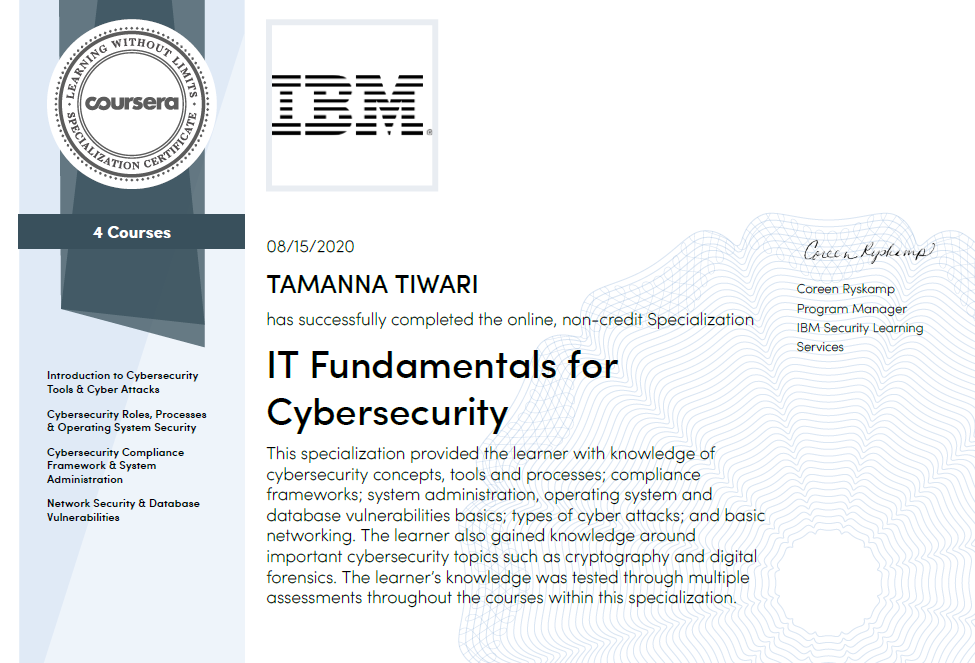 LEARNING WITHOUT LIMITS
coursera
SPECIALIZATION CERTIFICATE
4 Courses
Introduction to Cybersecurity
Tools & Cyber Attacks
Cybersecurity Roles, Processes
& Operating System Security
Cybersecurity Compliance
Framework & System
Administration
Network Security & Database
Vulnerabilities
IBM®
08/15/2020
TAMANNA TIWARI
has successfully completed the online, non-credit Specialization
IT Fundamentals for
Cybersecurity
This specialization provided the learner with knowledge of
cybersecurity concepts, tools and processes; compliance
frameworks; system administration, operating system and
database vulnerabilities basics; types of cyber attacks; and basic
networking. The learner also gained knowledge around
important cybersecurity topics such as cryptography and digital
forensics. The learner’s knowledge was tested through multiple
assessments throughout the courses within this specialization.
Coreen Ryskamp
Coreen Ryskamp
Program Manager
IBM Security Learning
Services